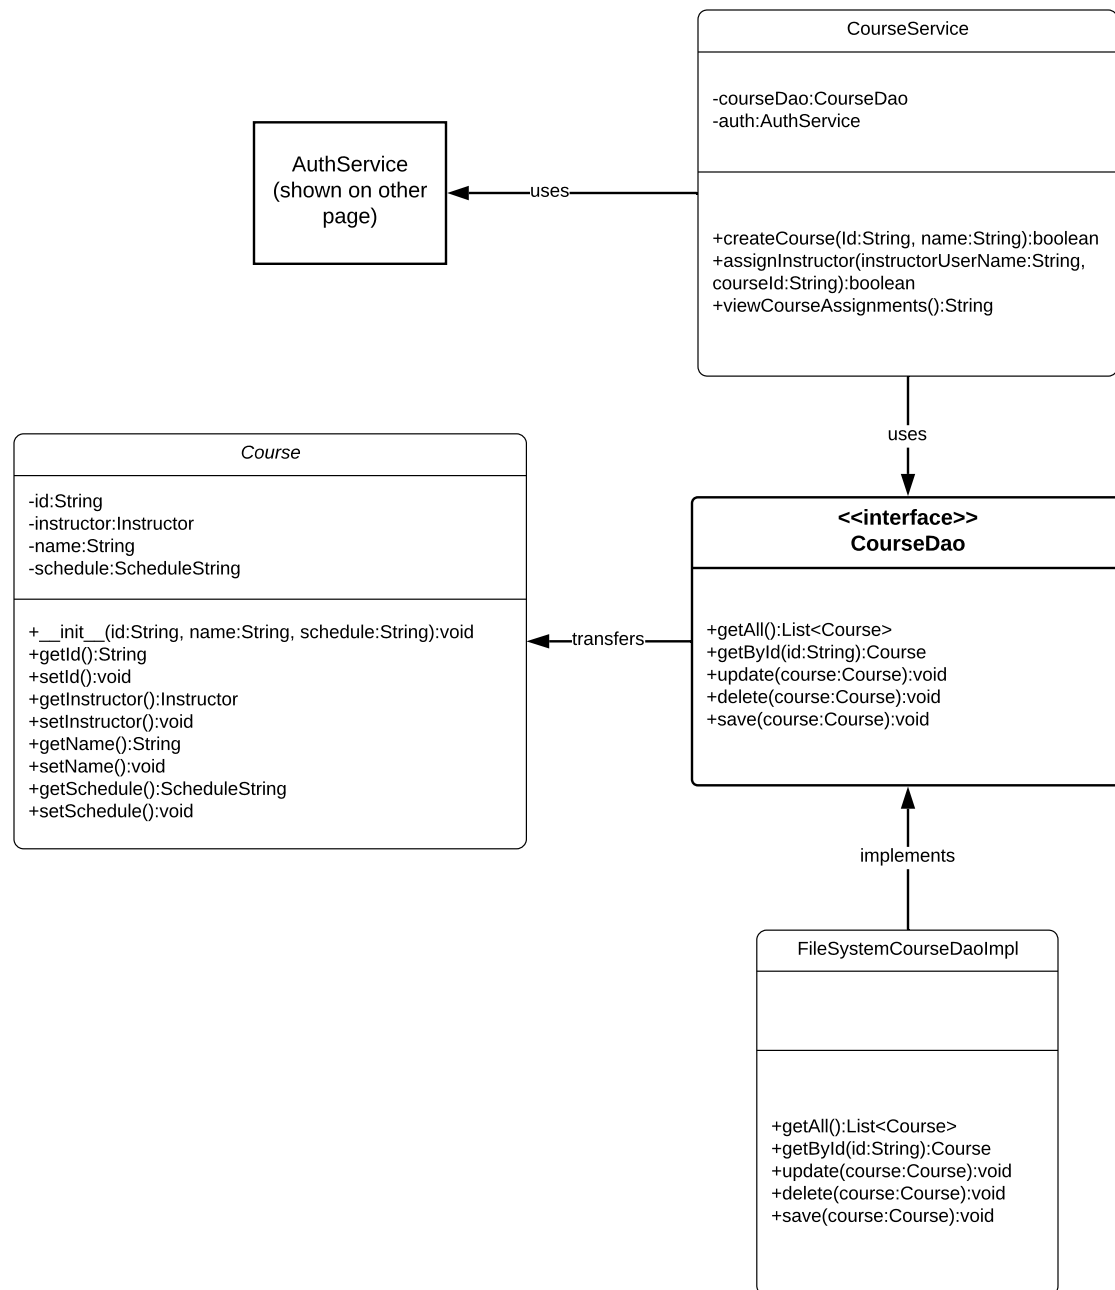 CourseService
-courseDao:CourseDao
-auth:AuthService
+createCourse(Id:String, name:String):boolean
+assignInstructor(instructorUserName:String,
courseId:String):boolean
+viewCourseAssignments():String
AuthService
(shown on other
page)
uses
uses
Course
-id:String
-instructor:Instructor
-name:String
-schedule:ScheduleString
+__init__(id:String, name:String, schedule:String):void
+getId():String
+setId():void
+getInstructor():Instructor
+setInstructor():void
+getName():String
+setName():void
+getSchedule():ScheduleString
+setSchedule():void
transfers
<<interface>>
CourseDao
+getAll():List<Course>
+getById(id:String):Course
+update(course:Course):void
+delete(course:Course):void
+save(course:Course):void
implements
FileSystemCourseDaoImpl
+getAll():List<Course>
+getById(id:String):Course
+update(course:Course):void
+delete(course:Course):void
+save(course:Course):void